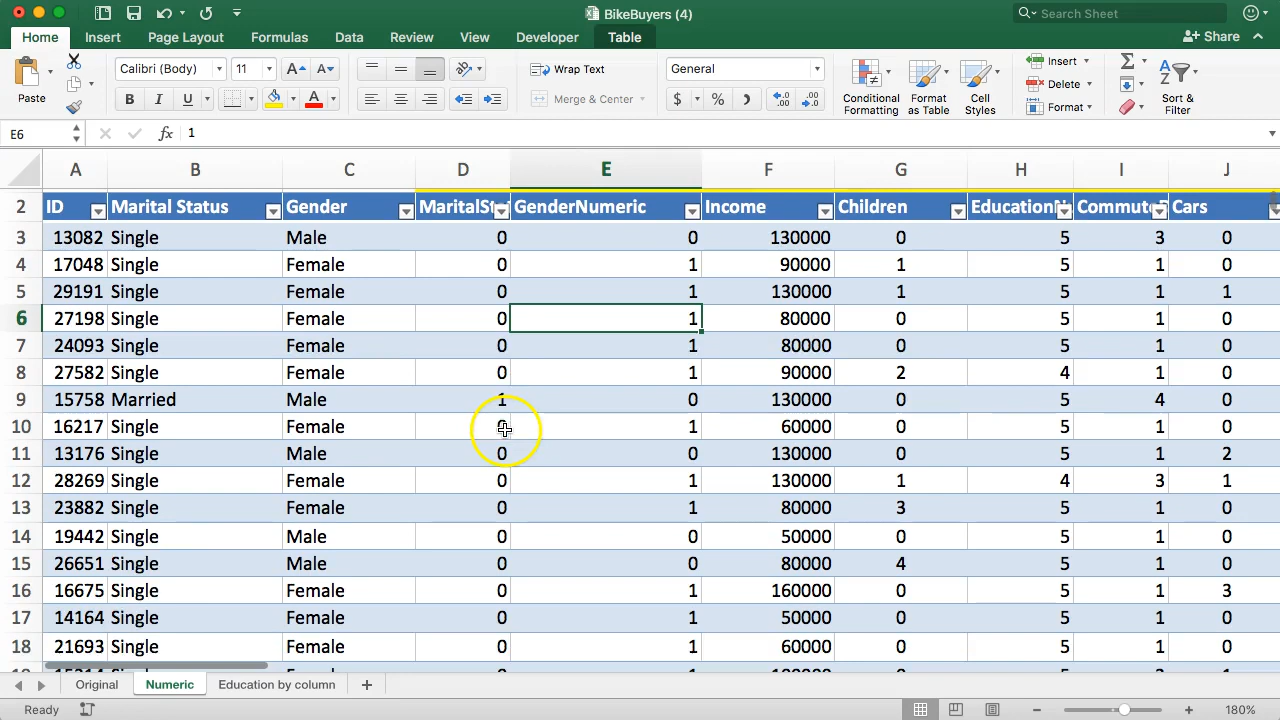 BikeBuyers (4)
Search Sheet
Home Insert Page Layout Formulas Data Review View Developer Table Share
Paste
Calibri (Body) 11 A A
B I U A
Wrap Text
Merge & Center
General
$ % 
Conditional Formatting
Format as Table
Cell Styles
Insert
Delete
Format
Sort & Filter
E6 fx 1
A B C D E F G H I J
2 ID Marital Status Gender MaritalSt GenderNumeric Income Children EducationN Commute Cars
3 13082 Single Male 0 0 130000 0 5 3 0
4 17048 Single Female 0 1 90000 1 5 1 0
5 29191 Single Female 0 1 130000 1 5 1 1
6 27198 Single Female 0 1 80000 0 5 1 0
7 24093 Single Female 0 1 80000 0 5 1 0
8 27582 Single Female 0 1 90000 2 4 1 0
9 15758 Married Male 1 0 130000 0 5 4 0
10 16217 Single Female 0 1 60000 0 5 1 0
11 13176 Single Male 0 0 130000 0 5 1 2
12 28269 Single Female 0 1 130000 1 4 3 1
13 23882 Single Female 0 1 80000 3 5 1 0
14 19442 Single Male 0 0 50000 0 5 1 0
15 26651 Single Male 0 0 80000 4 5 1 0
16 16675 Single Female 0 1 160000 0 5 1 3
17 14164 Single Female 0 1 50000 0 5 1 0
18 21693 Single Female 0 1 60000 0 5 1 0
Original Numeric Education by column
Ready 180%